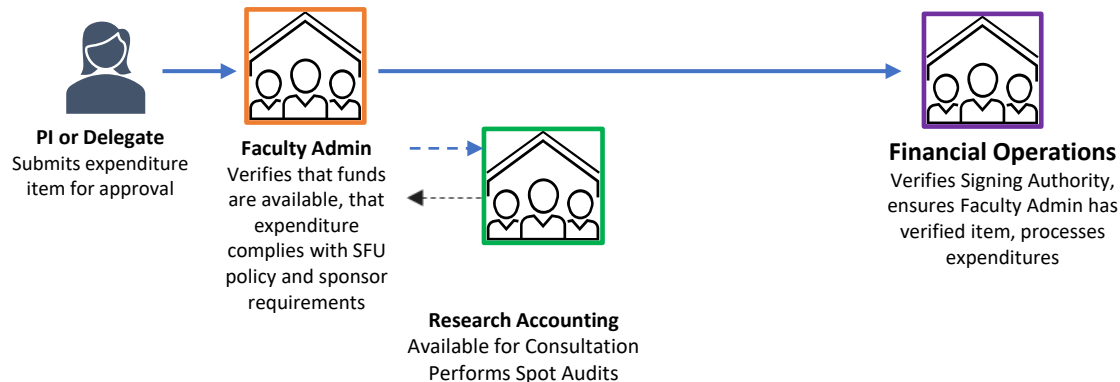 PI or Delegate
Submits expenditure
item for approval
Faculty Admin
Verifies that funds
are available, that
expenditure
complies with SFU
policy and sponsor
requirements
Research Accounting
Available for Consultation
Performs Spot Audits
Financial Operations
Verifies Signing Authority,
ensures Faculty Admin has
verified item, processes
expenditures